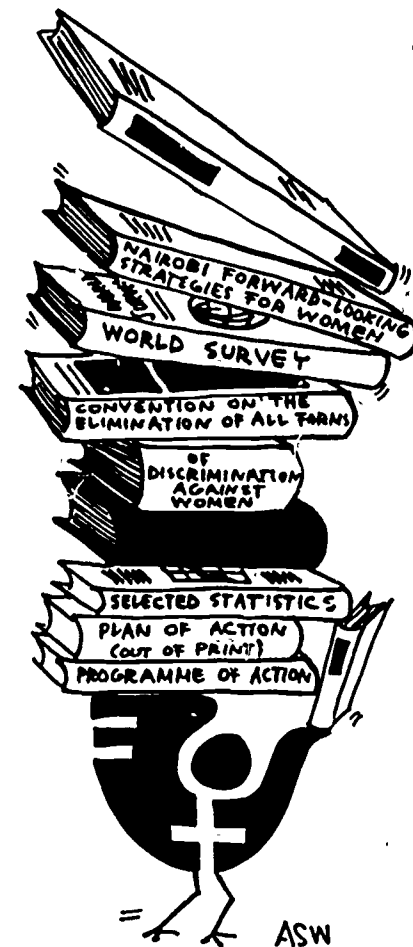 NAIROBI FORWARD-LOOKING
STRATEGIES FOR WOMEN
WORLD SURVEY
CONVENTION ON THE
ELIMINATION OF ALL FORMS
OF
DISCRIMINATION
AGAINST
WOMEN
SELECTED STATISTICS
PLAN OF ACTION
(OUT OF PRINT)
PROGRAMME OF ACTION
ASW